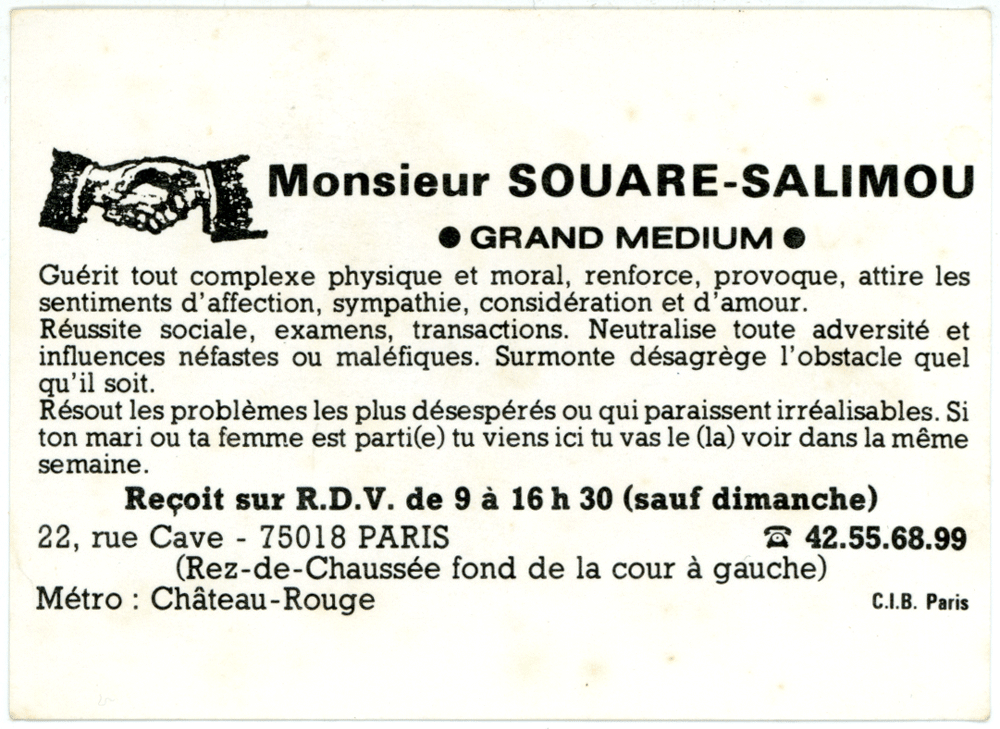 Monsieur SOUARE-SALIMOU
● GRAND MEDIUM ●
Guérit tout complexe physique et moral, renforce, provoque, attire les
sentiments d'affection, sympathie, considération et d'amour.
Réussite sociale, examens, transactions. Neutralise toute adversité et
influences néfastes ou maléfiques. Surmonte désagrège l'obstacle quel
qu'il soit.
Résout les problèmes les plus désespérés ou qui paraissent irréalisables. Si
ton mari ou ta femme est parti(e) tu viens ici tu vas le (la) voir dans la même
semaine.
Reçoit sur R.D.V. de 9 à 16 h 30 (sauf dimanche)
22, rue Cave - 75018 PARIS ☎ 42.55.68.99
(Rez-de-Chaussée fond de la cour à gauche)
Métro : Château-Rouge C.I.B. Paris